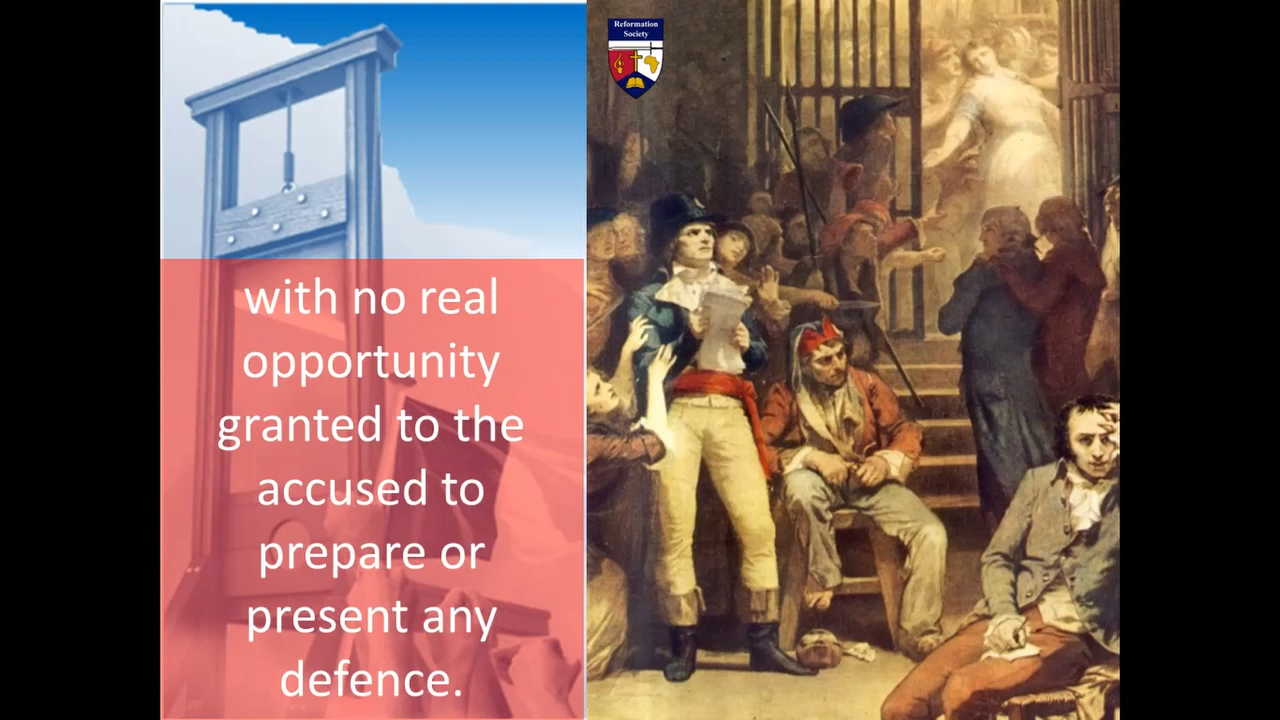 with no real
opportunity
granted to the
accused to
prepare or
present any
defence.
Reformation
Society